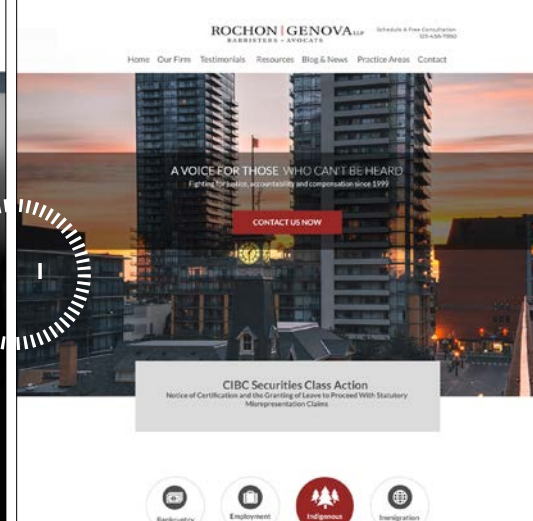 ROCHON | GENOVA LLP
BARRISTERS • AVOCATS
Schedule A Free Consultation
Home Our Firm Testimonials Resources Blog & News Practice Areas Contact
A VOICE FOR THOSE WHO CAN'T BE HEARD
Fighting for justice, accountability and compensation since 1999
CONTACT US NOW
CIBC Securities Class Action
Notice of Certification and the Granting of Leave to Proceed With Statutory
Misrepresentation Claims
Bankruptcy
Employment
Indigenous
Immigration